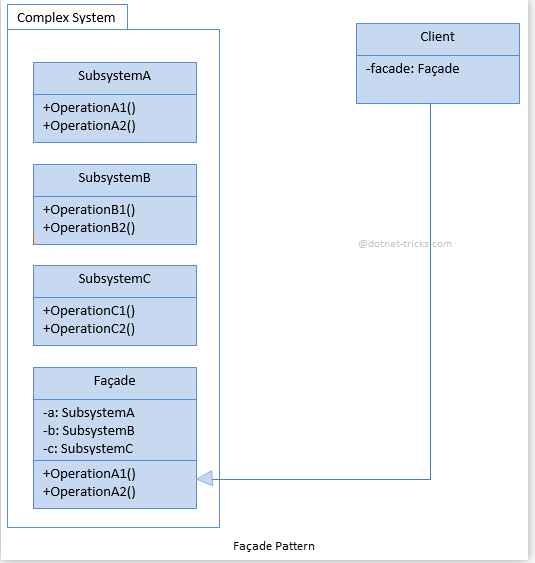 Complex System
SubsystemA
+OperationA1()
+OperationA2()
SubsystemB
+OperationB1()
+OperationB2()
SubsystemC
+OperationC1()
+OperationC2()
Façade
-a: SubsystemA
-b: SubsystemB
-c: SubsystemC
+OperationA1()
+OperationA2()
Client
-facade: Façade
@dotnet-tricks.com
Façade Pattern